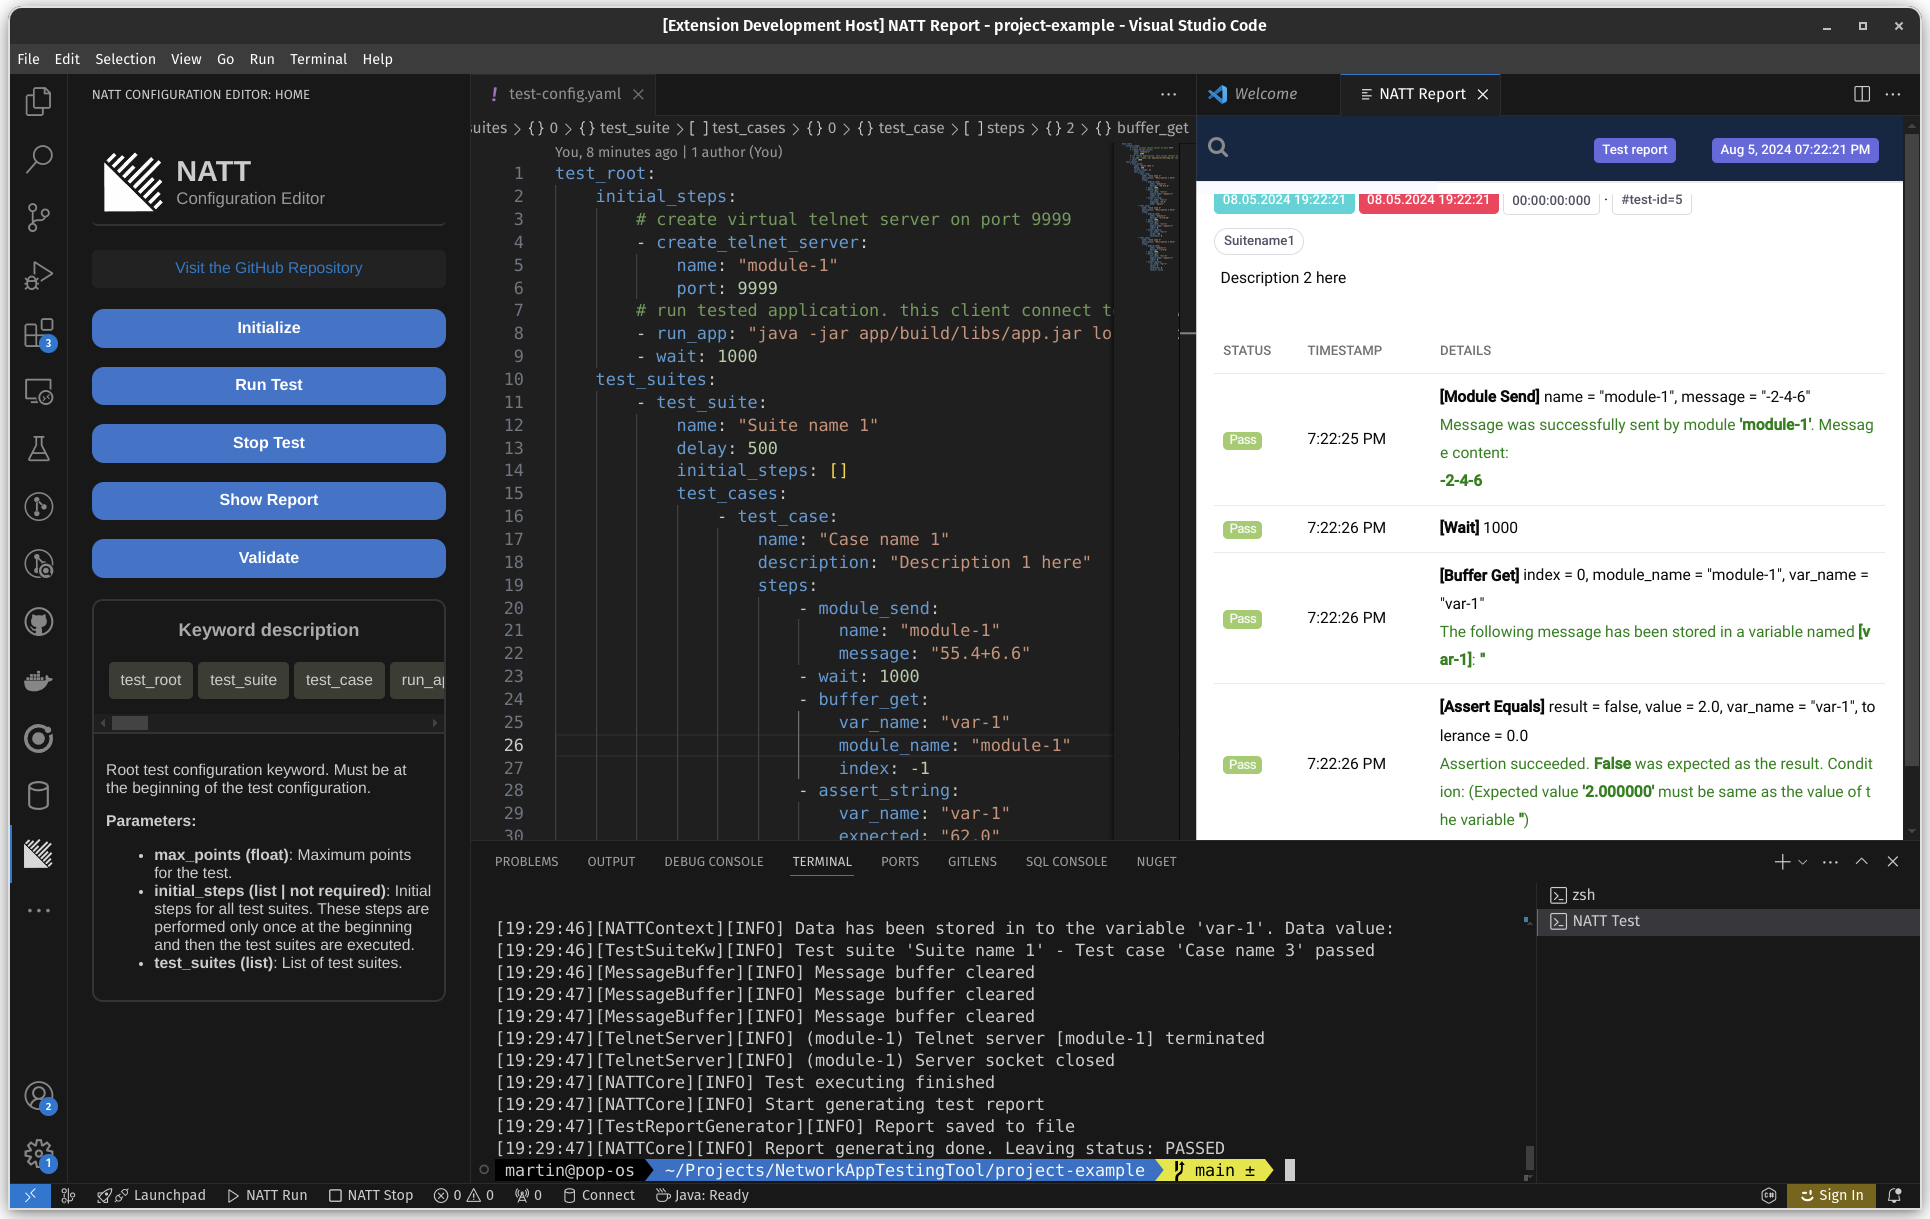 [Extension Development Host] NATT Report - project-example - Visual Studio Code
File Edit Selection View Go Run Terminal Help
NATT CONFIGURATION EDITOR: HOME
NATT
Configuration Editor
Visit the GitHub Repository
Initialize
Run Test
Stop Test
Show Report
Validate
Keyword description
test_root test_suite test_case run_ap
Root test configuration keyword. Must be at
the beginning of the test configuration.
Parameters:
• max_points (float): Maximum points
for the test.
• initial_steps (list | not required): Initial
steps for all test suites. These steps are
performed only once at the beginning
and then the test suites are executed.
• test_suites (list): List of test suites.
3
2
1
! test-config.yaml
suites > {} 0 > {} test_suite > [ ] test_cases > {} 0 > {} test_case > [ ] steps > {} 2 > {} buffer_get
You, 8 minutes ago | 1 author (You)
1 test_root:
2 initial_steps:
3 # create virtual telnet server on port 9999
4 - create_telnet_server:
5 name: "module-1"
6 port: 9999
7 # run tested application. this client connect t
8 - run_app: "java -jar app/build/libs/app.jar lo
9 - wait: 1000
10 test_suites:
11 - test_suite:
12 name: "Suite name 1"
13 delay: 500
14 initial_steps: []
15 test_cases:
16 - test_case:
17 name: "Case name 1"
18 description: "Description 1 here"
19 steps:
20 - module_send:
21 name: "module-1"
22 message: "55.4+6.6"
23 - wait: 1000
24 - buffer_get:
25 var_name: "var-1"
26 module_name: "module-1"
27 index: -1
28 - assert_string:
29 var_name: "var-1"
30 expected: "62.0"
Welcome NATT Report
Test report Aug 5, 2024 07:22:21 PM
08.05.2024 19:22:21 08.05.2024 19:22:21 00:00:00:000 · #test-id=5
Suitename1
Description 2 here
STATUS TIMESTAMP DETAILS
[Module Send] name = "module-1", message = "-2-4-6"
Message was successfully sent by module 'module-1'. Messag
Pass 7:22:25 PM
e content:
-2-4-6
Pass 7:22:26 PM [Wait] 1000
[Buffer Get] index = 0, module_name = "module-1", var_name =
"var-1"
Pass 7:22:26 PM
The following message has been stored in a variable named [v
ar-1]: ''
[Assert Equals] result = false, value = 2.0, var_name = "var-1", to
lerance = 0.0
Pass 7:22:26 PM Assertion succeeded. False was expected as the result. Condit
ion: (Expected value '2.000000' must be same as the value of t
he variable '')
PROBLEMS OUTPUT DEBUG CONSOLE TERMINAL PORTS GITLENS SQL CONSOLE NUGET
zsh
NATT Test
[19:29:46][NATTContext][INFO] Data has been stored in to the variable 'var-1'. Data value:
[19:29:46][TestSuiteKw][INFO] Test suite 'Suite name 1' - Test case 'Case name 3' passed
[19:29:46][MessageBuffer][INFO] Message buffer cleared
[19:29:47][MessageBuffer][INFO] Message buffer cleared
[19:29:47][MessageBuffer][INFO] Message buffer cleared
[19:29:47][TelnetServer][INFO] (module-1) Telnet server [module-1] terminated
[19:29:47][TelnetServer][INFO] (module-1) Server socket closed
[19:29:47][NATTCore][INFO] Test executing finished
[19:29:47][NATTCore][INFO] Start generating test report
[19:29:47][TestReportGenerator][INFO] Report saved to file
[19:29:47][NATTCore][INFO] Report generating done. Leaving status: PASSED
martin@pop-os ~/Projects/NetworkAppTestingTool/project-example main ±
Launchpad NATT Run NATT Stop 0 0 0 Connect Java: Ready Sign In